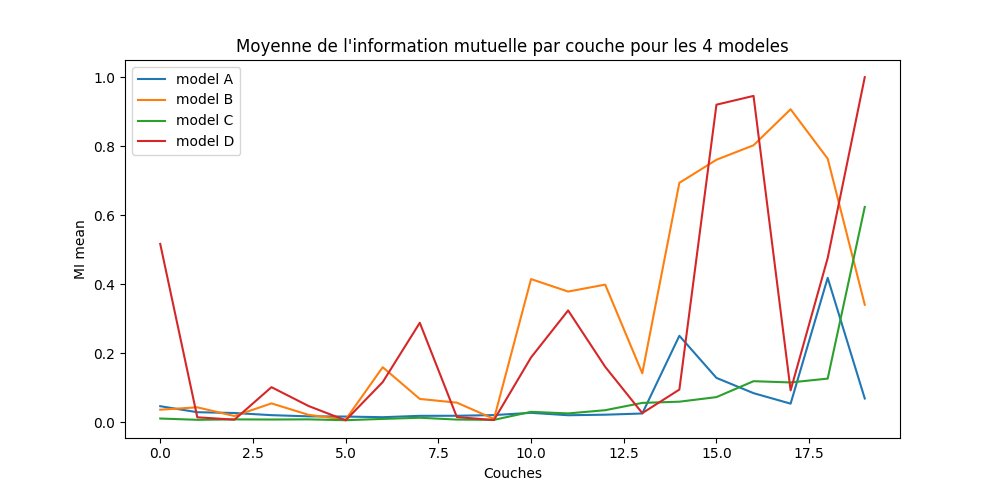 Moyenne de l'information mutuelle par couche pour les 4 modeles
model A
model B
model C
model D
MI mean
1.0
0.8
0.6
0.4
0.2
0.0
0.0 2.5 5.0 7.5 10.0 12.5 15.0 17.5
Couches